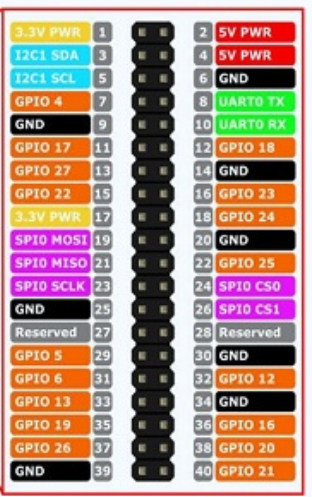 3.3V PWR 1 2 5V PWR
I2C1 SDA 3 4 5V PWR
I2C1 SCL 5 6 GND
GPIO 4 7 8 UART0 TX
GND 9 10 UART0 RX
GPIO 17 11 12 GPIO 18
GPIO 27 13 14 GND
GPIO 22 15 16 GPIO 23
3.3V PWR 17 18 GPIO 24
SPI0 MOSI 19 20 GND
SPI0 MISO 21 22 GPIO 25
SPI0 SCLK 23 24 SPI0 CS0
GND 25 26 SPI0 CS1
Reserved 27 28 Reserved
GPIO 5 29 30 GND
GPIO 6 31 32 GPIO 12
GPIO 13 33 34 GND
GPIO 19 35 36 GPIO 16
GPIO 26 37 38 GPIO 20
GND 39 40 GPIO 21